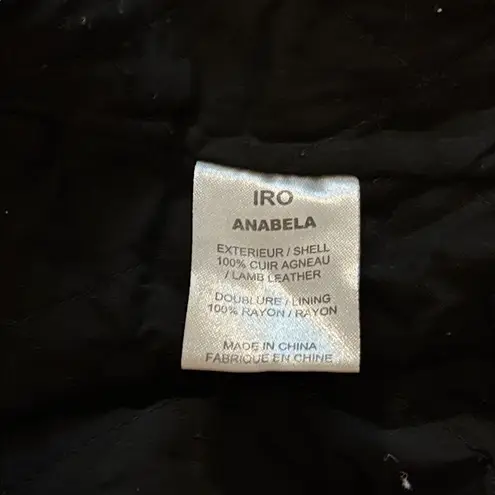 IRO
ANABELA
EXTERIEUR / SHELL
100% CUIR AGNEAU
/ LAMB LEATHER
DOUBLURE / LINING
100% RAYON / RAYON
MADE IN CHINA
FABRIQUE EN CHINE